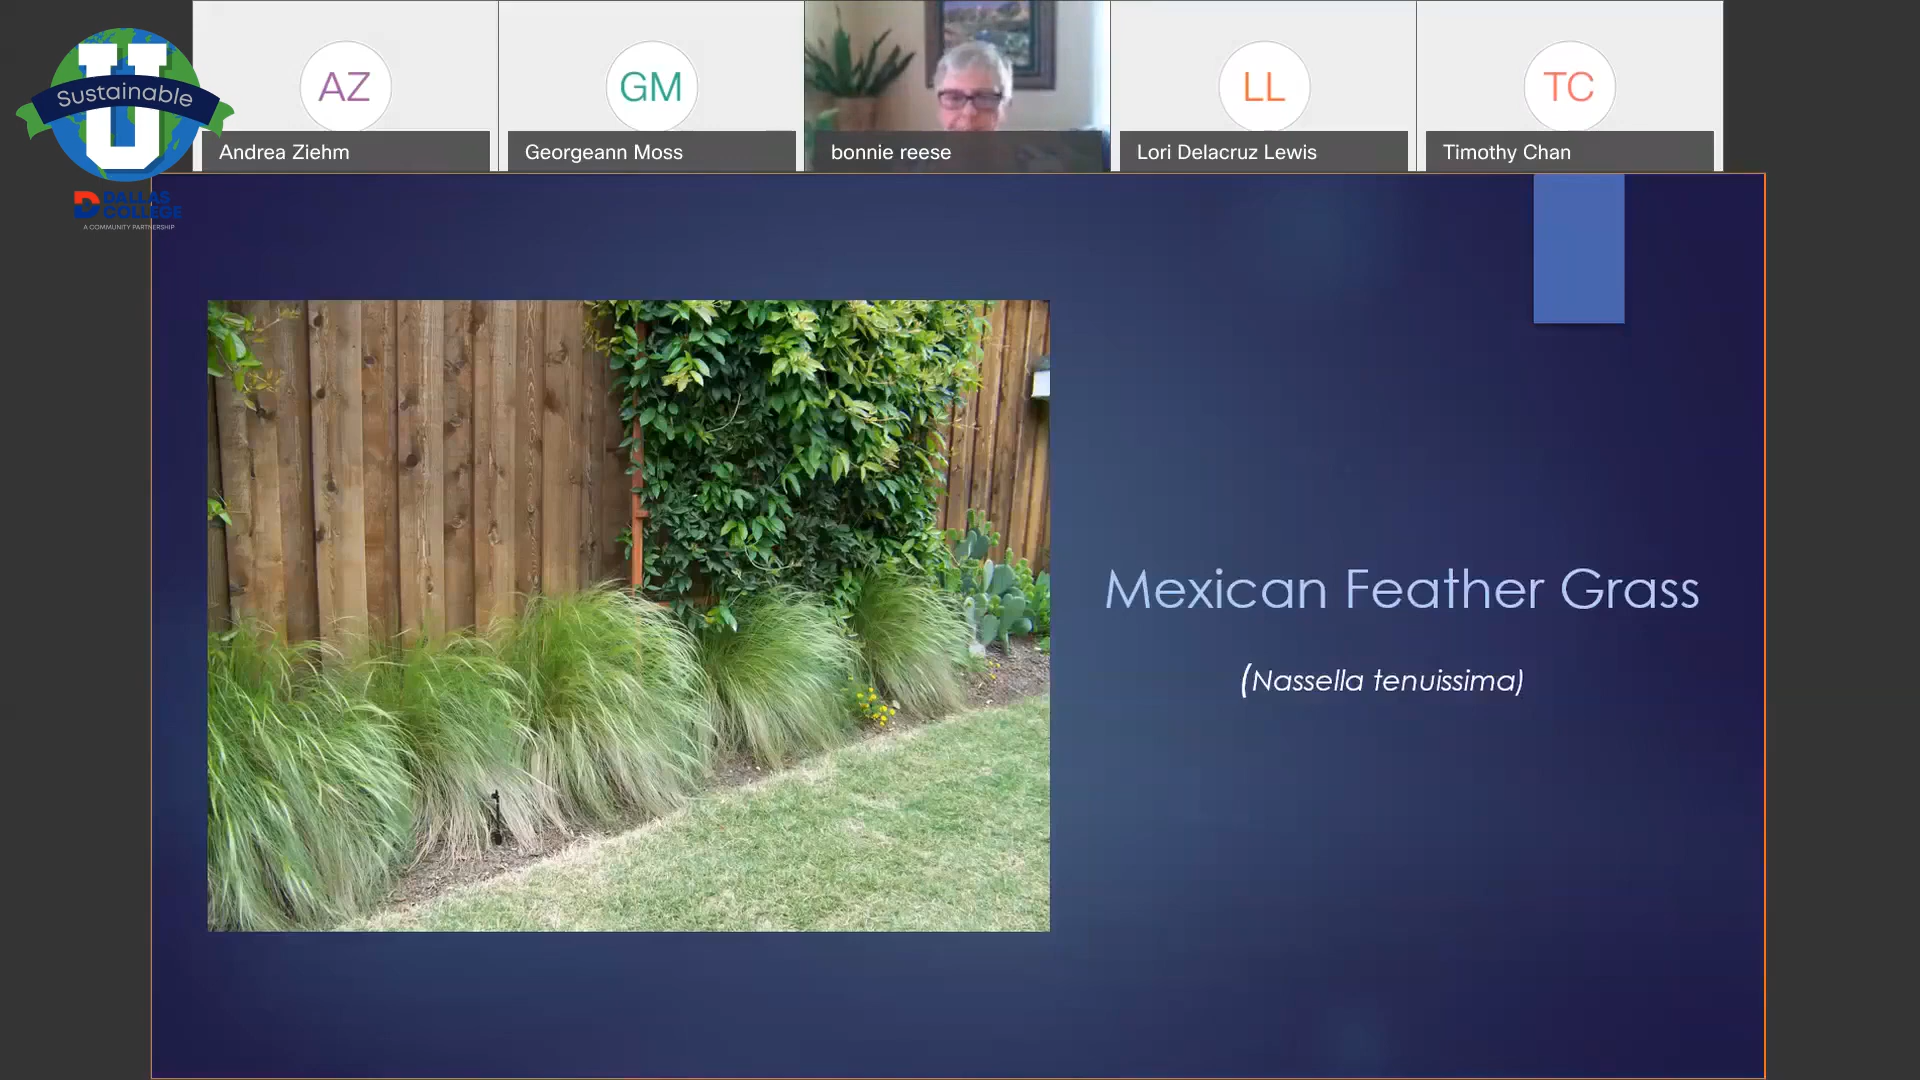 Sustainable
U
DALLAS
COLLEGE
A COMMUNITY PARTNERSHIP
AZ
Andrea Ziehm
GM
Georgeann Moss
bonnie reese
LL
Lori Delacruz Lewis
TC
Timothy Chan
Mexican Feather Grass
(Nassella tenuissima)